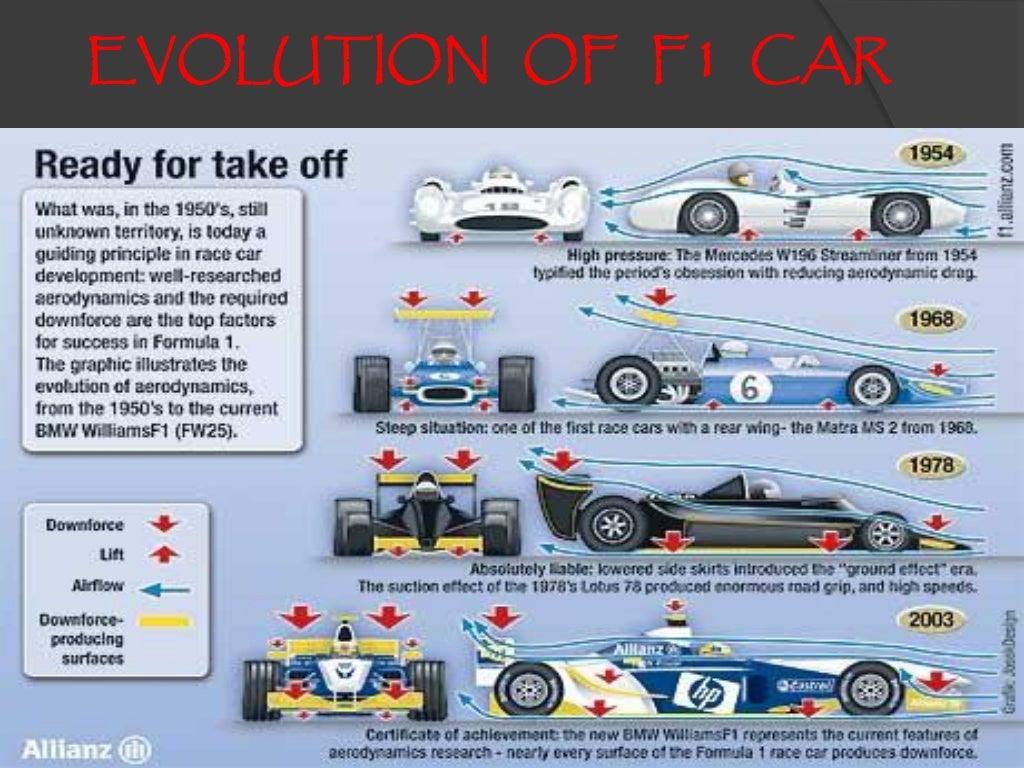 EVOLUTION OF F1 CAR
Ready for take off
What was, in the 1950's, still
unknown territory, is today a
guiding principle in race car
development: well-researched
aerodynamics and the required
downforce are the top factors
for success in Formula 1.
The graphic illustrates the
evolution of aerodynamics,
from the 1950's to the current
BMW WilliamsF1 (FW25).
Downforce
Lift
Airflow
Downforce-
producing
surfaces
Allianz
1954
f1.allianz.com
18
High pressure: The Mercedes W196 Streamliner from 1954
typified the period's obsession with reducing aerodynamic drag.
1968
6
Steep situation: one of the first race cars with a rear wing- the Matra MS 2 from 1968.
1978
Absolutely liable: lowered side skirts introduced the "ground effect" era.
The suction effect of the 1978's Lotus 78 produced enormous road grip, and high speeds.
2003
Allianz
hp
Castrol
Certificate of achievement: the new BMW WilliamsF1 represents the current features of
aerodynamics research - nearly every surface of the Formula 1 race car produces downforce.